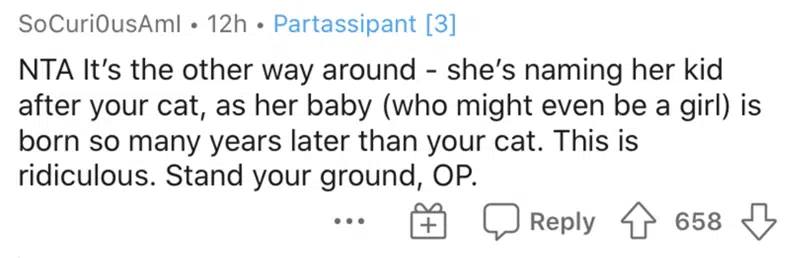 SoCuri0usAmI • 12h • Partassipant [3]
NTA It's the other way around - she's naming her kid
after your cat, as her baby (who might even be a girl) is
born so many years later than your cat. This is
ridiculous. Stand your ground, OP.
Reply 658